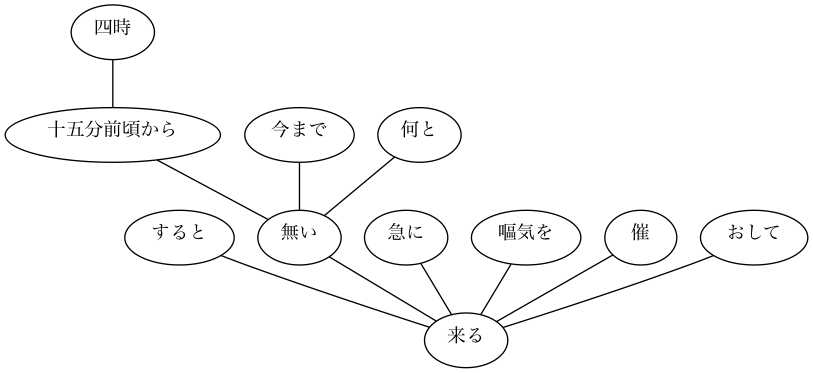 四時
十五分前頃から
今まで
何と
すると
無い
急に
嘔気を
催
おして
来る